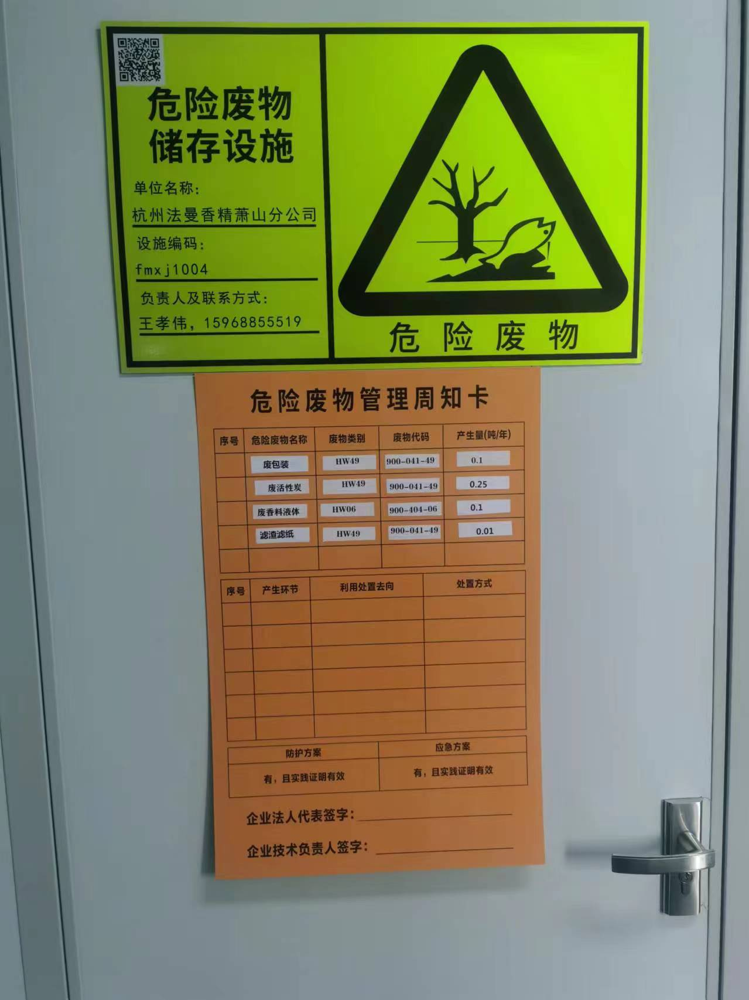 危险废物
储存设施
单位名称：
杭州法曼香精萧山分公司
设施编码：
fmxj1004
负责人及联系方式：
王孝伟，15968855519
危险废物
危险废物管理周知卡
序号 危险废物名称 废物类别 废物代码 产生量(吨/年)
废包装 HW49 900-041-49 0.1
废活性炭 HW49 900-041-49 0.25
废香料液体 HW06 900-404-06 0.1
滤渣滤纸 HW49 900-041-49 0.01
序号 产生环节 利用处置去向 处置方式
防护方案 应急方案
有，且实践证明有效 有，且实践证明有效
企业法人代表签字：
企业技术负责人签字：